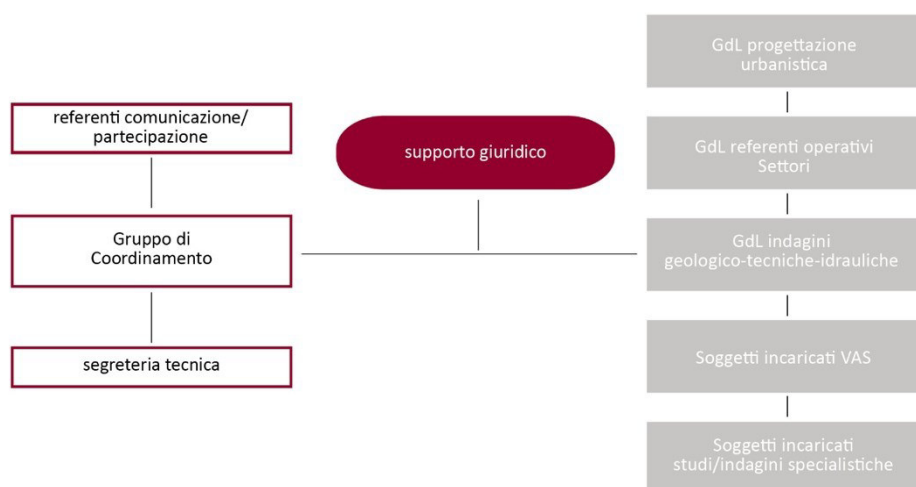 referenti comunicazione/
partecipazione
Gruppo di
Coordinamento
segreteria tecnica
supporto giuridico
GdL progettazione
urbanistica
GdL referenti operativi
Settori
GdL indagini
geologico-tecniche-idrauliche
Soggetti incaricati VAS
Soggetti incaricati
studi/indagini specialistiche